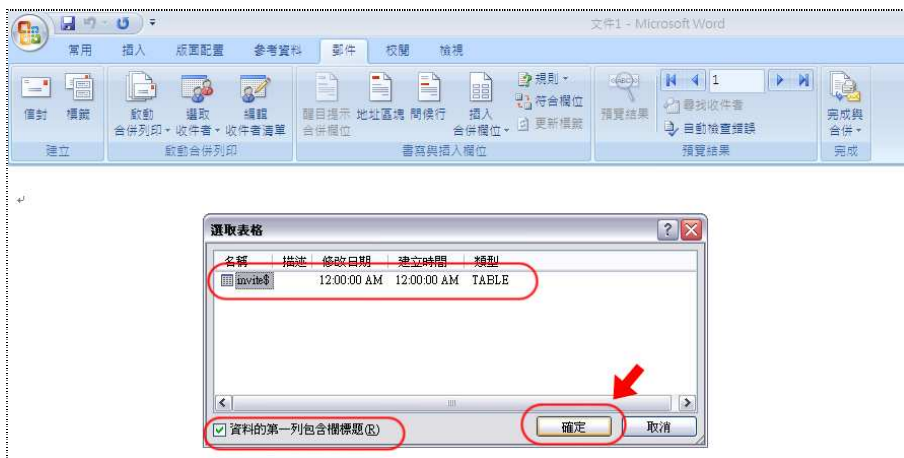 文件1 - Microsoft Word
常用 插入 版面配置 參考資料 郵件 校閱 檢視
信封 標籤 啟動合併列印 選取收件者 編輯收件者清單 醒目提示合併欄位 地址區塊 問候行 插入合併欄位 規則 符合欄位 更新標籤 ABC 預覽結果 1 尋找收件者 自動檢查錯誤 完成與合併
建立 啟動合併列印 書寫與插入欄位 預覽結果 完成
選取表格
名稱 描述 修改日期 建立時間 類型
invite$ 12:00:00 AM 12:00:00 AM TABLE
資料的第一列包含欄標題(R) 確定 取消